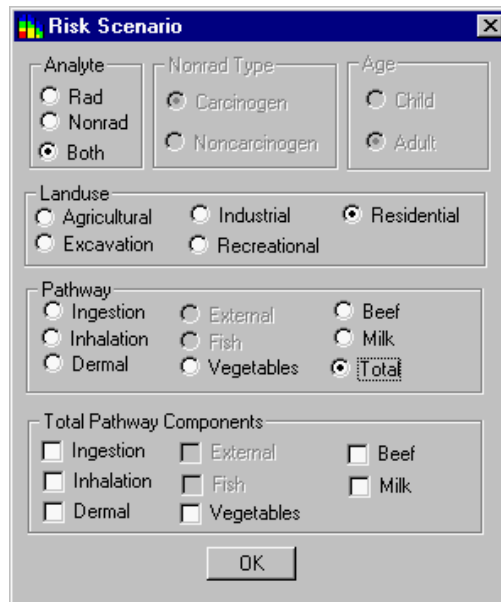 Risk Scenario
Analyte
Rad
Nonrad
Both
Nonrad Type
Carcinogen
Noncarcinogen
Age
Child
Adult
Landuse
Agricultural Industrial Residential
Excavation Recreational
Pathway
Ingestion External Beef
Inhalation Fish Milk
Dermal Vegetables Total
Total Pathway Components
Ingestion External Beef
Inhalation Fish Milk
Dermal Vegetables
OK